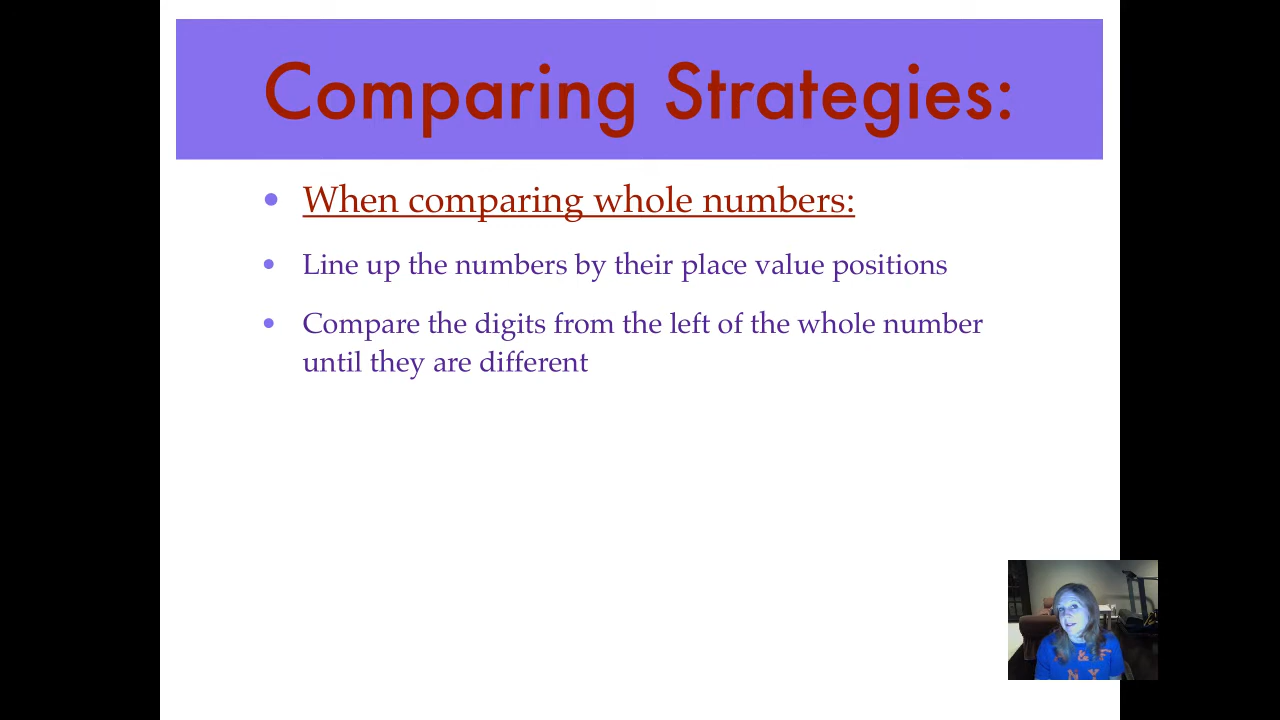 Comparing Strategies:
• When comparing whole numbers:
• Line up the numbers by their place value positions
• Compare the digits from the left of the whole number
until they are different
N Y